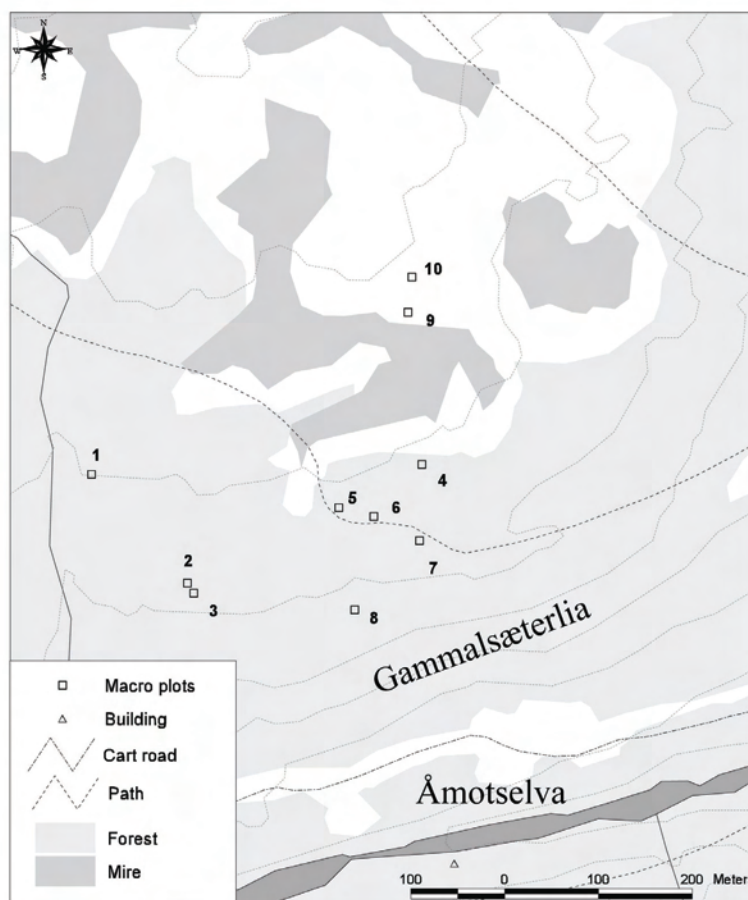 N
W E
S
10
9
1
4
5
6
7
2
3
8
Gammalsæterlia
Macro plots
Building
Cart road
Path
Forest
Mire
Åmotselva
100 0 100 200 Meter